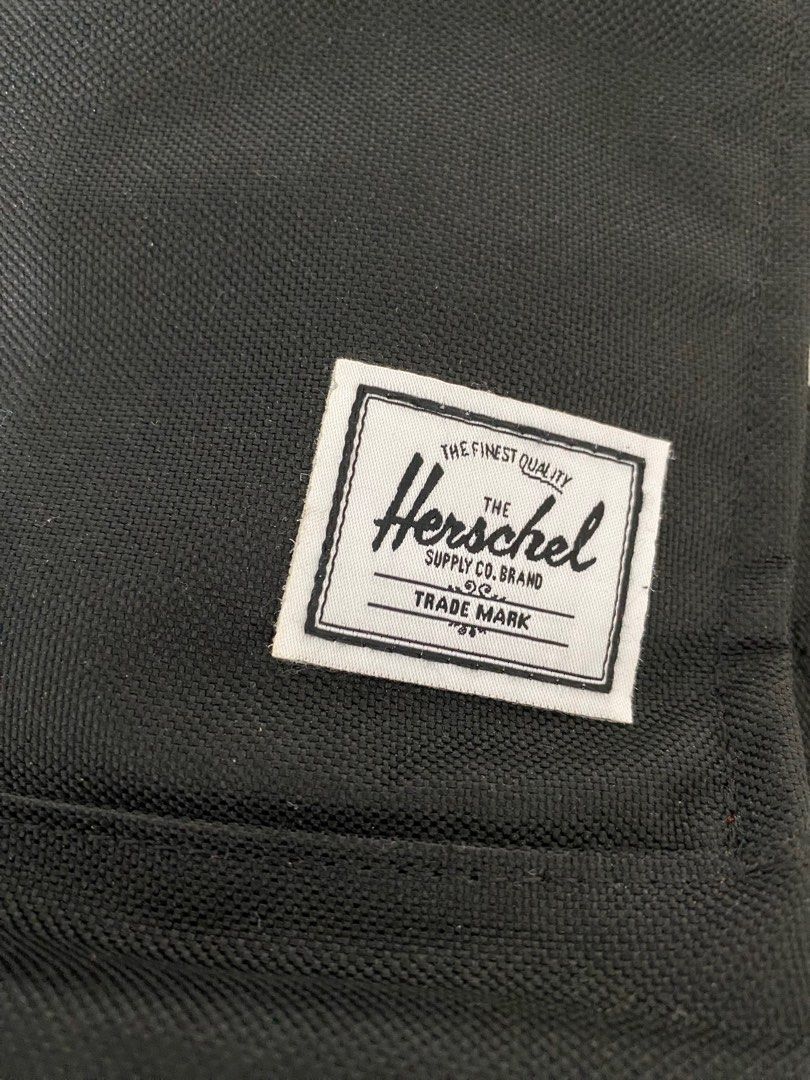 THE FINEST QUALITY
THE
Herschel
SUPPLY CO. BRAND
TRADE MARK